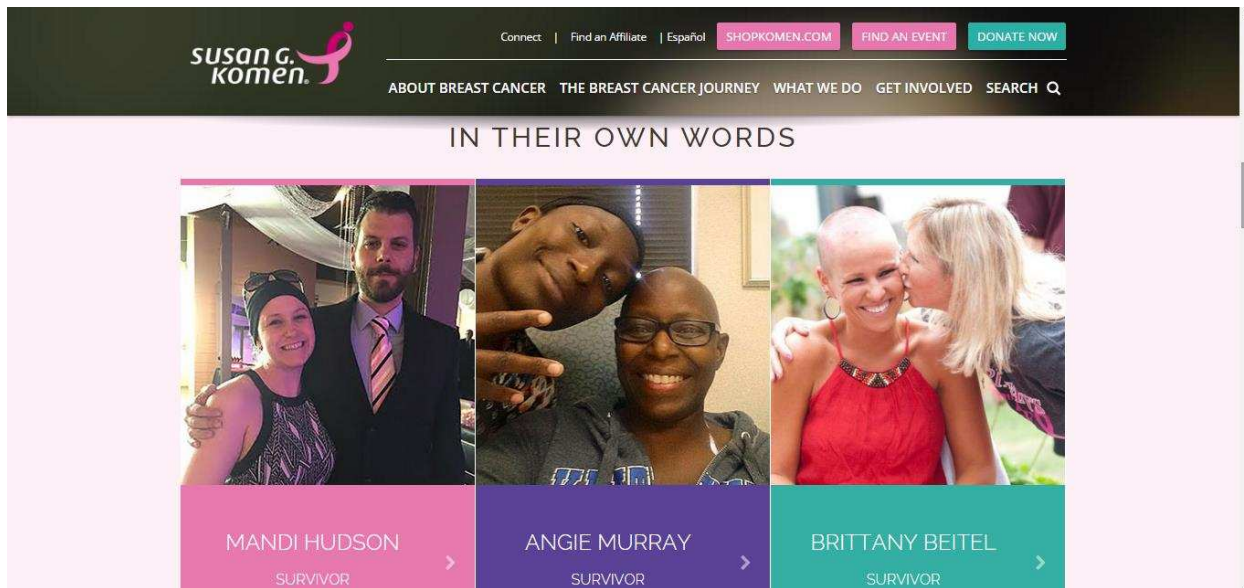 Connect | Find an Affiliate | Español SHOPKOMEN.COM FIND AN EVENT DONATE NOW
susan g.
komen.
ABOUT BREAST CANCER THE BREAST CANCER JOURNEY WHAT WE DO GET INVOLVED SEARCH
IN THEIR OWN WORDS
MANDI HUDSON
SURVIVOR
ANGIE MURRAY
SURVIVOR
BRITTANY BEITEL
SURVIVOR